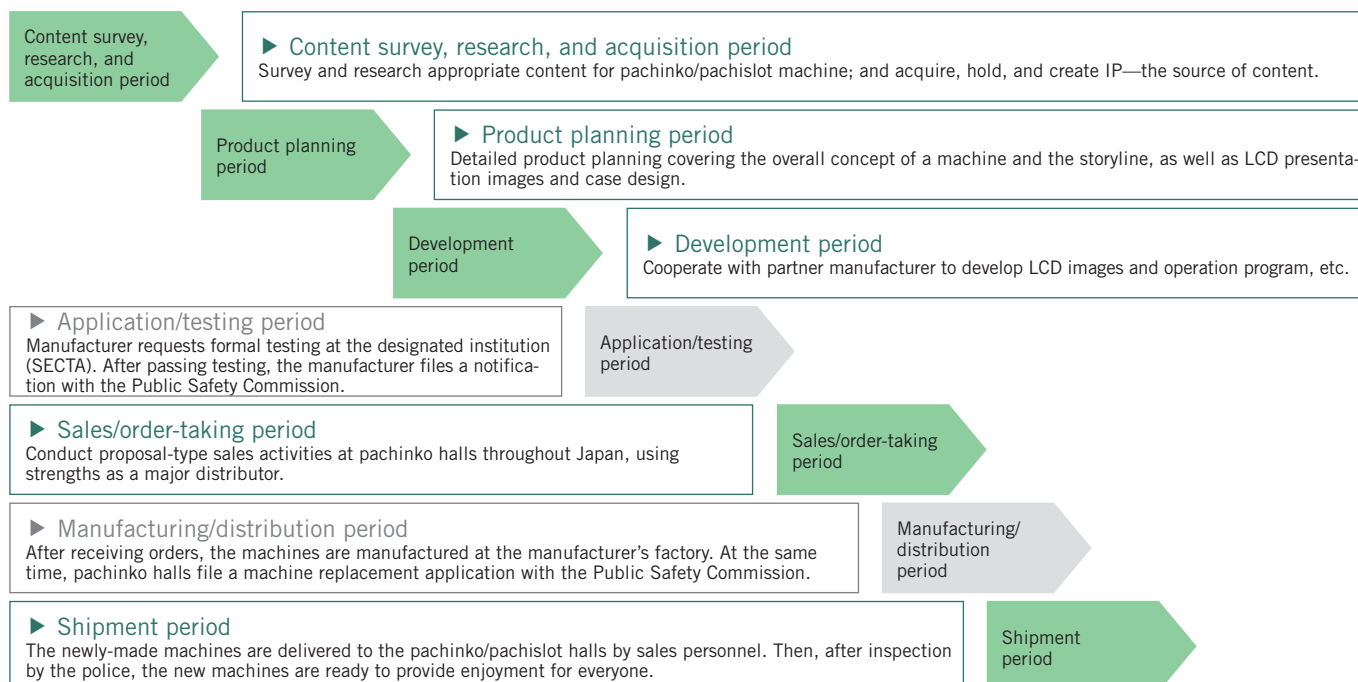 Content survey,
research, and
acquisition period
▶ Content survey, research, and acquisition period
Survey and research appropriate content for pachinko/pachislot machine; and acquire, hold, and create IP—the source of content.
Product planning
period
▶ Product planning period
Detailed product planning covering the overall concept of a machine and the storyline, as well as LCD presenta-
tion images and case design.
Development
period
▶ Development period
Cooperate with partner manufacturer to develop LCD images and operation program, etc.
▶ Application/testing period
Manufacturer requests formal testing at the designated institution
(SECTA). After passing testing, the manufacturer files a notifica-
tion with the Public Safety Commission.
Application/testing
period
▶ Sales/order-taking period
Conduct proposal-type sales activities at pachinko halls throughout Japan, using
strengths as a major distributor.
Sales/order-taking
period
▶ Manufacturing/distribution period
After receiving orders, the machines are manufactured at the manufacturer’s factory. At the same
time, pachinko halls file a machine replacement application with the Public Safety Commission.
Manufacturing/
distribution
period
▶ Shipment period
The newly-made machines are delivered to the pachinko/pachislot halls by sales personnel. Then, after inspection
by the police, the new machines are ready to provide enjoyment for everyone.
Shipment
period